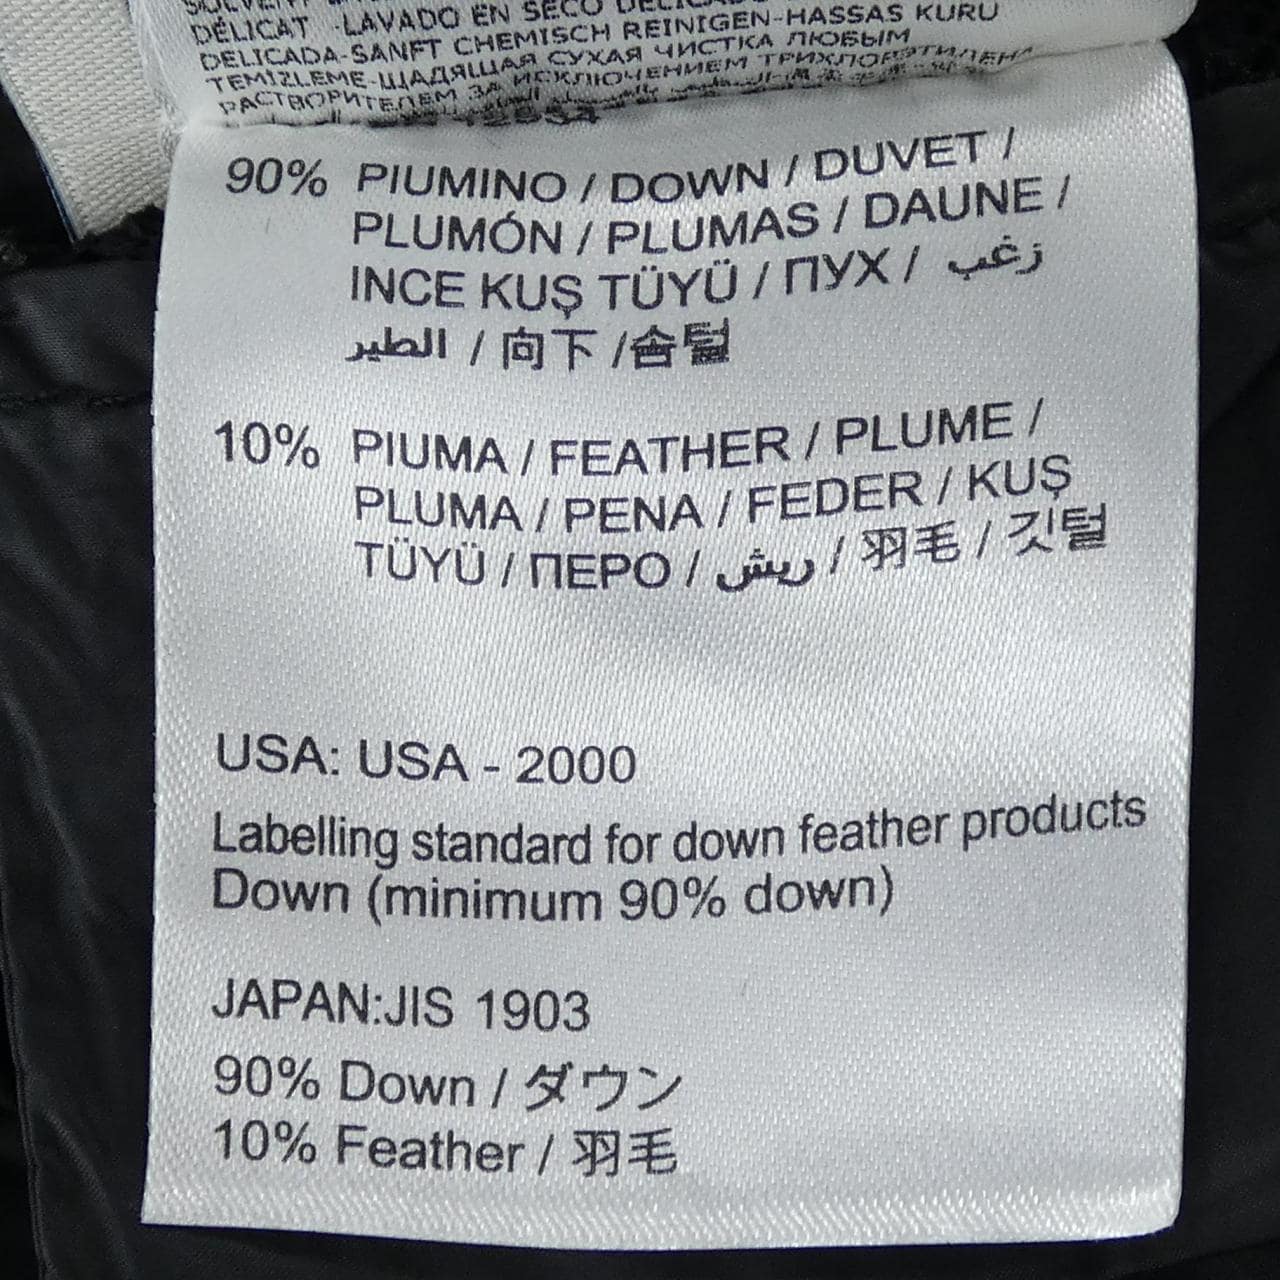 DÉLICAT -LAVADO EN SECO
DELICADA-SANFT CHEMISCH REINIGEN-HASSAS KURU
TEMIZLEME-ЩАДЯЩАЯ СУХАЯ ЧИСТКА ЛЮБЫМ
РАСТВОРИТЕЛЕМ ЗА ИСКЛЮЧЕНИЕМ ТРИХЛОРЭТИЛЕНА
90% PIUMINO / DOWN / DUVET /
PLUMÓN / PLUMAS / DAUNE /
INCE KUŞ TÜYÜ / ПУХ / زغب
الطير / 向下 /솜털
10% PIUMA / FEATHER / PLUME /
PLUMA / PENA / FEDER / KUŞ
TÜYÜ / ПЕРО / ريش / 羽毛 / 깃털
USA: USA - 2000
Labelling standard for down feather products
Down (minimum 90% down)
JAPAN:JIS 1903
90% Down / ダウン
10% Feather / 羽毛